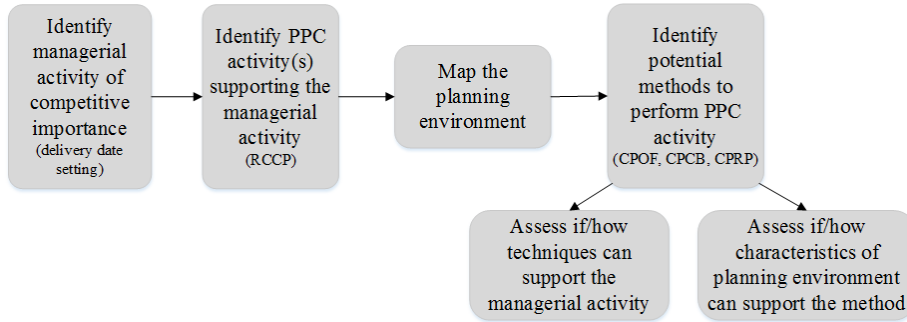 Identify
managerial
activity of
competitive
importance
(delivery date
setting)
Identify PPC
activity(s)
supporting the
managerial
activity
(RCCP)
Map the
planning
environment
Identify
potential
methods to
perform PPC
activity
(CPOF, CPCB, CPRP)
Assess if/how
techniques can
support the
managerial activity
Assess if/how
characteristics of
planning environment
can support the method